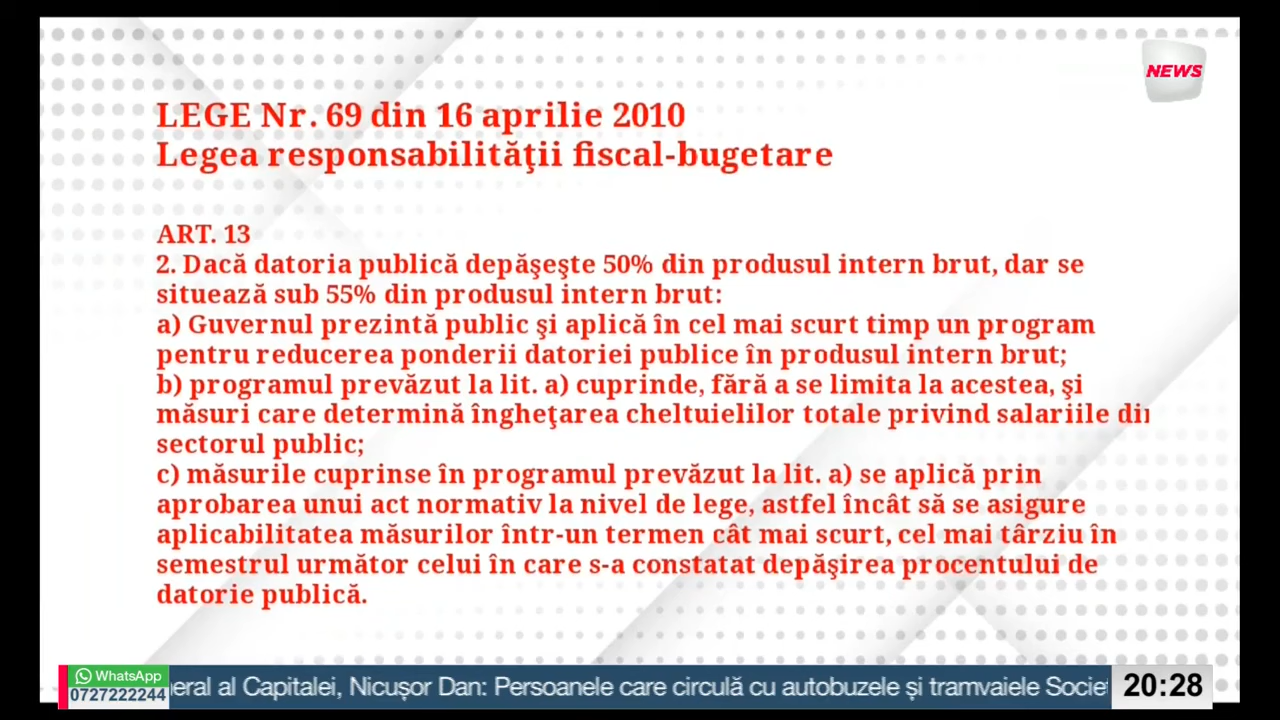 NEWS
LEGE Nr. 69 din 16 aprilie 2010
Legea responsabilităţii fiscal-bugetare
ART. 13
2. Dacă datoria publică depăşeşte 50% din produsul intern brut, dar se
situează sub 55% din produsul intern brut:
a) Guvernul prezintă public şi aplică în cel mai scurt timp un program
pentru reducerea ponderii datoriei publice în produsul intern brut;
b) programul prevăzut la lit. a) cuprinde, fără a se limita la acestea, şi
măsuri care determină îngheţarea cheltuielilor totale privind salariile din
sectorul public;
c) măsurile cuprinse în programul prevăzut la lit. a) se aplică prin
aprobarea unui act normativ la nivel de lege, astfel încât să se asigure
aplicabilitatea măsurilor într-un termen cât mai scurt, cel mai târziu în
semestrul următor celui în care s-a constatat depăşirea procentului de
datorie publică.
WhatsApp
0727222244
neral al Capitalei, Nicușor Dan: Persoanele care circulă cu autobuzele și tramvaiele Societ
20:28